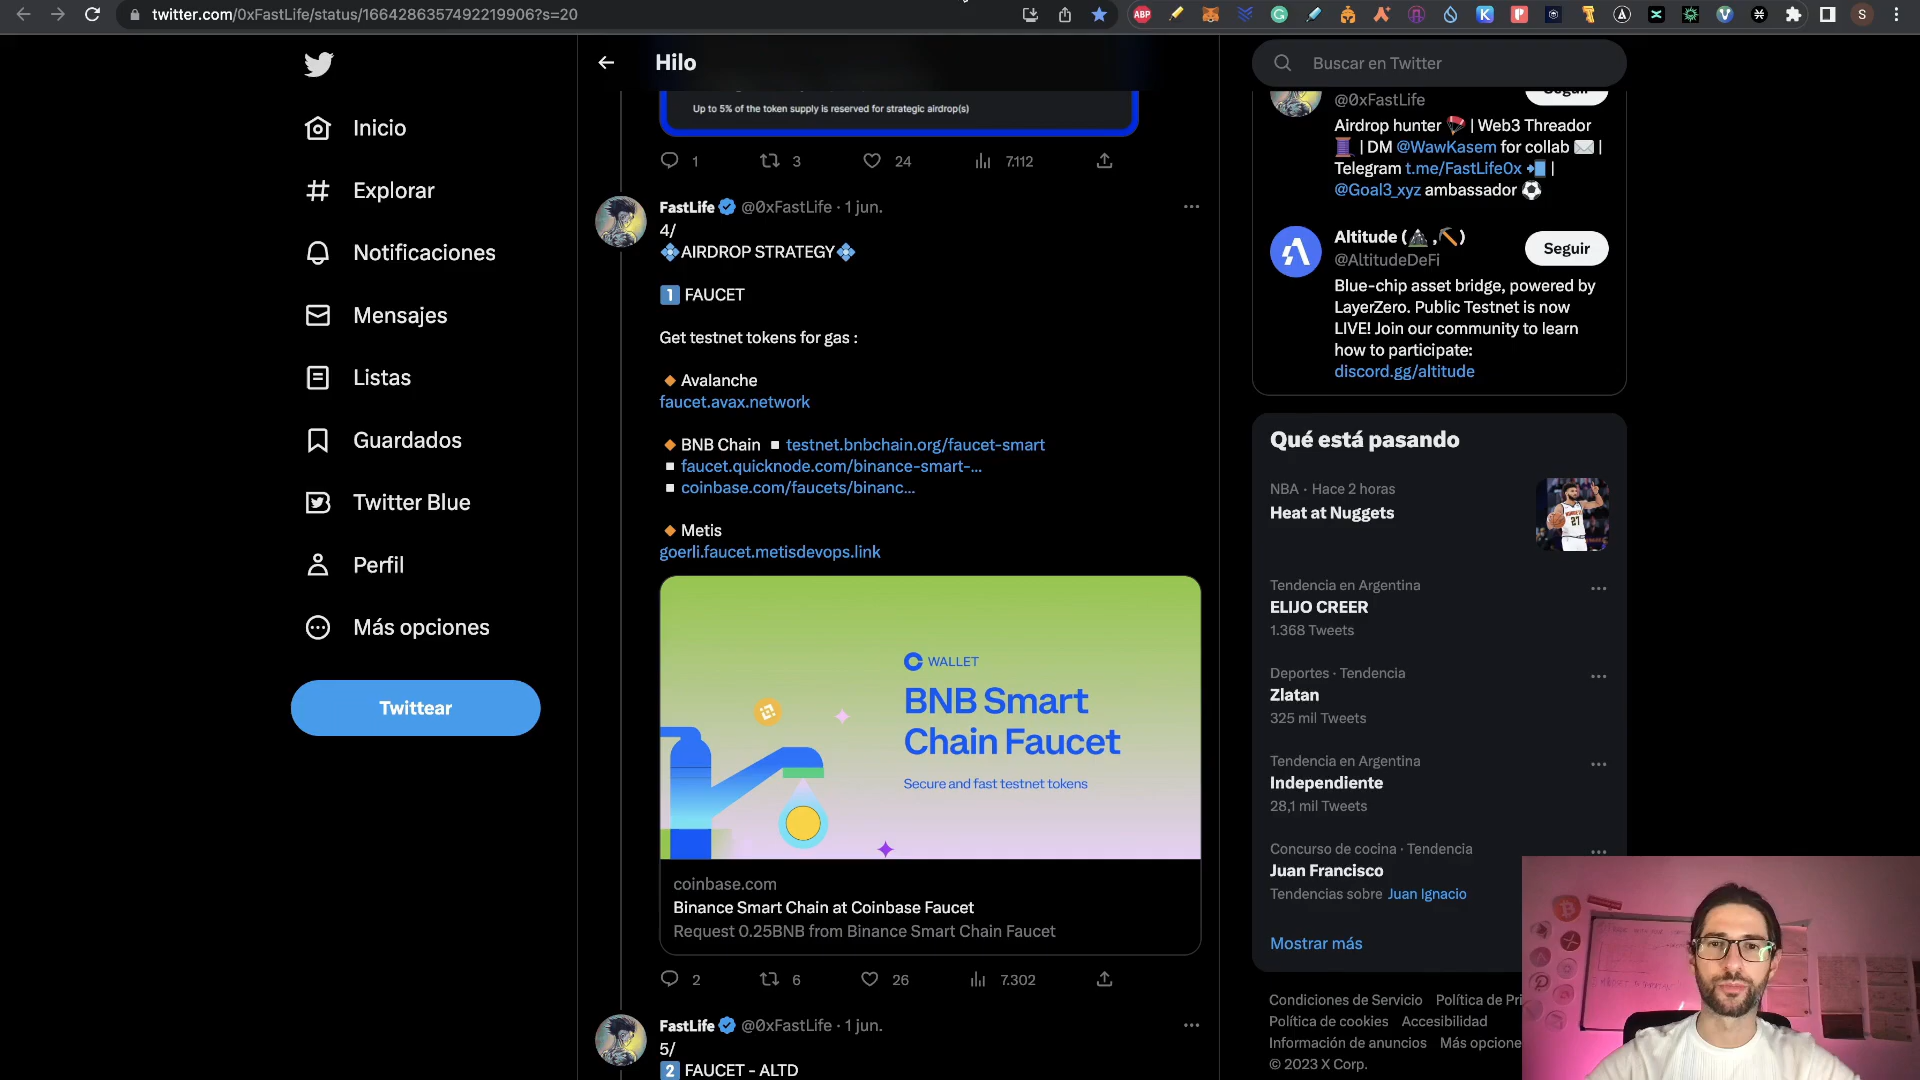 twitter.com/0xFastLife/status/1664286357492219906?s=20
ABP
S
Inicio
Explorar
Notificaciones
Mensajes
Listas
Guardados
Twitter Blue
Perfil
Más opciones
Twittear
Hilo
Up to 5% of the token supply is reserved for strategic airdrop(s)
1 3 24 7.112
FastLife @0xFastLife · 1 jun.
4/
💠AIRDROP STRATEGY💠
1️⃣ FAUCET
Get testnet tokens for gas :
🔸Avalanche
faucet.avax.network
🔸BNB Chain ▫️testnet.bnbchain.org/faucet-smart
▫️faucet.quicknode.com/binance-smart-…
▫️coinbase.com/faucets/binanc…
🔸Metis
goerli.faucet.metisdevops.link
WALLET
BNB Smart
Chain Faucet
Secure and fast testnet tokens
coinbase.com
Binance Smart Chain at Coinbase Faucet
Request 0.25BNB from Binance Smart Chain Faucet
2 6 26 7.302
FastLife @0xFastLife · 1 jun.
5/
2️⃣ FAUCET - ALTD
Buscar en Twitter
@0xFastLife
Seguir
Airdrop hunter 🪂 | Web3 Threador
🧵 | DM @WawKasem for collab ✉️ |
Telegram t.me/FastLife0x 📲 |
@Goal3_xyz ambassador ⚽
Altitude (⛰️,⛏️)
@AltitudeDeFi
Seguir
Blue-chip asset bridge, powered by
LayerZero. Public Testnet is now
LIVE! Join our community to learn
how to participate:
discord.gg/altitude
Qué está pasando
NBA · Hace 2 horas
Heat at Nuggets
Tendencia en Argentina
ELIJO CREER
1.368 Tweets
Deportes · Tendencia
Zlatan
325 mil Tweets
Tendencia en Argentina
Independiente
28,1 mil Tweets
Concurso de cocina · Tendencia
Juan Francisco
Tendencias sobre Juan Ignacio
Mostrar más
Condiciones de Servicio Política de Pri
Política de cookies Accesibilidad
Información de anuncios Más opcione
© 2023 X Corp.